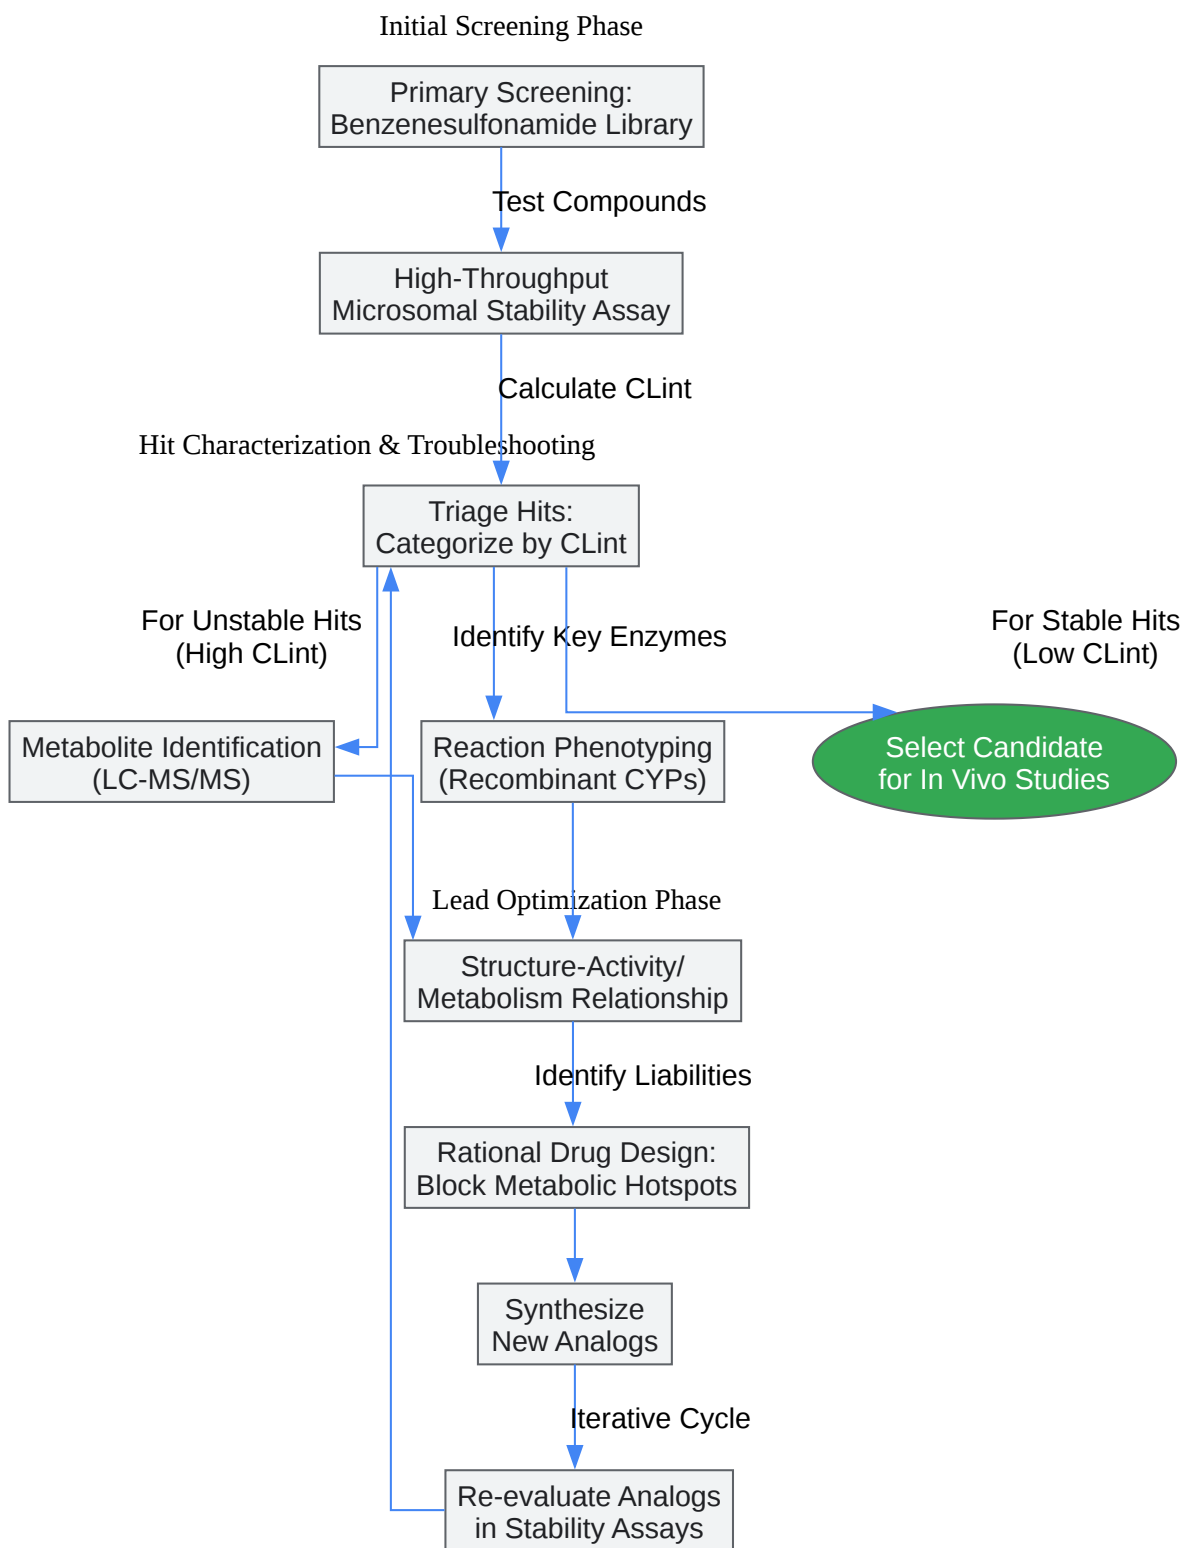 Initial Screening Phase
Primary Screening:
Benzenesulfonamide Library
Test Compounds
High-Throughput
Microsomal Stability Assay
Calculate CLint
Hit Characterization & Troubleshooting
Triage Hits:
Categorize by CLint
For Unstable Hits
(High CLint)
Identify Key Enzymes
For Stable Hits
(Low CLint)
Metabolite Identification
(LC-MS/MS)
Reaction Phenotyping
(Recombinant CYPs)
Select Candidate
for In Vivo Studies
Lead Optimization Phase
Structure-Activity/
Metabolism Relationship
Identify Liabilities
Rational Drug Design:
Block Metabolic Hotspots
Synthesize
New Analogs
Iterative Cycle
Re-evaluate Analogs
in Stability Assays